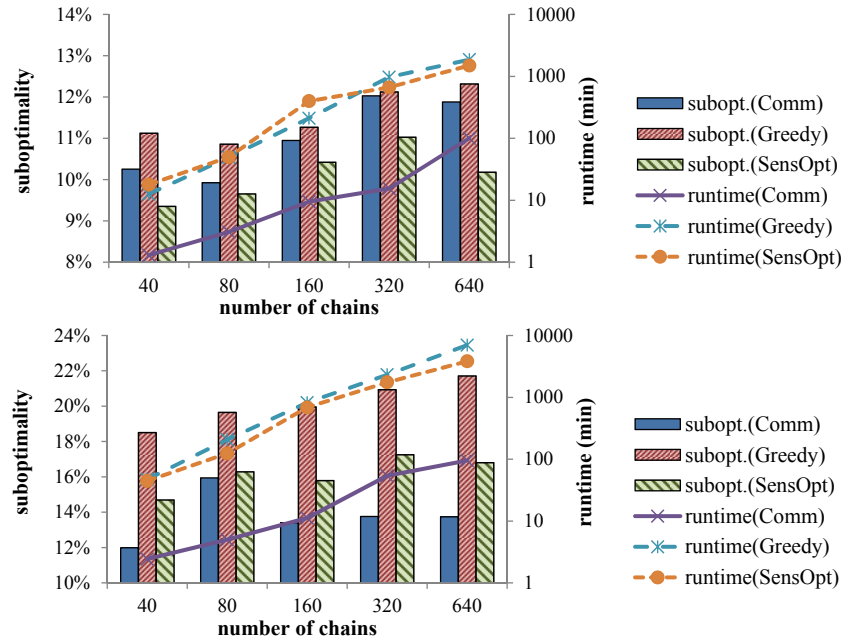 14%
13%
12%
11%
10%
9%
8%
suboptimality
40 80 160 320 640
number of chains
10000
1000
100
10
1
runtime (min)
subopt.(Comm)
subopt.(Greedy)
subopt.(SensOpt)
runtime(Comm)
runtime(Greedy)
runtime(SensOpt)
24%
22%
20%
18%
16%
14%
12%
10%
suboptimality
40 80 160 320 640
number of chains
10000
1000
100
10
1
runtime (min)
subopt.(Comm)
subopt.(Greedy)
subopt.(SensOpt)
runtime(Comm)
runtime(Greedy)
runtime(SensOpt)